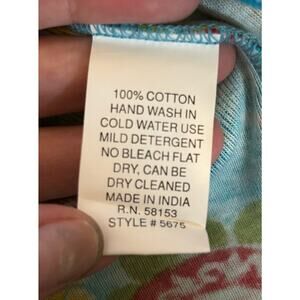 100% COTTON
HAND WASH IN
COLD WATER USE
MILD DETERGENT
NO BLEACH FLAT
DRY, CAN BE
DRY CLEANED
MADE IN INDIA
R.N. 58153
STYLE # 5675